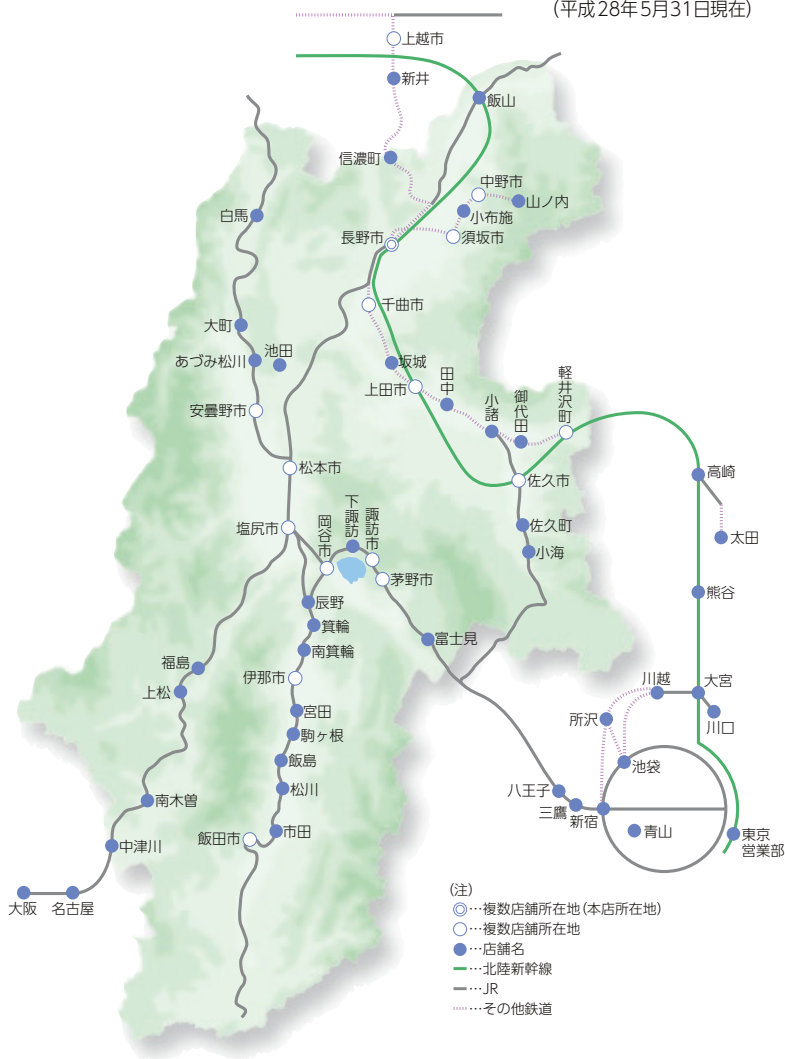 (平成28年5月31日現在)
上越市
新井
飯山
信濃町
中野市
山ノ内
小布施
白馬
長野市
須坂市
千曲市
大町
あづみ松川
池田
坂城
田中
上田市
小諸
御代田
軽井沢町
安曇野市
松本市
佐久市
高崎
塩尻市
岡谷市
下諏訪
諏訪市
佐久町
太田
小海
茅野市
辰野
熊谷
箕輪
富士見
南箕輪
福島
伊那市
上松
川越
大宮
宮田
所沢
川口
駒ヶ根
飯島
池袋
松川
八王子
南木曽
三鷹
新宿
市田
飯田市
青山
東京
営業部
中津川
大阪
名古屋
(注)
…複数店舗所在地(本店所在地)
…複数店舗所在地
…店舗名
…北陸新幹線
…JR
…その他鉄道